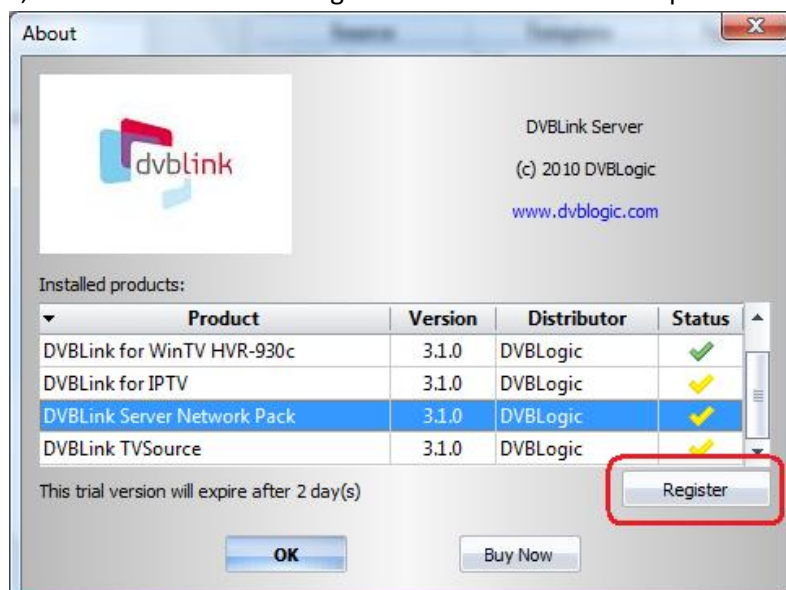 About
dvblink
DVBLink Server
(c) 2010 DVBLogic
www.dvblogic.com
Installed products:
Product Version Distributor Status
DVBLink for WinTV HVR-930c 3.1.0 DVBLogic
DVBLink for IPTV 3.1.0 DVBLogic
DVBLink Server Network Pack 3.1.0 DVBLogic
DVBLink TVSource 3.1.0 DVBLogic
This trial version will expire after 2 day(s) Register
OK Buy Now